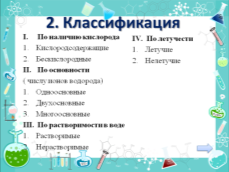 2. Классификация
I. По наличию кислорода
1. Кислородсодержащие
2. Бескислородные
II. По основности
( числу ионов водорода)
1. Одноосновные
2. Двухосновные
3. Многоосновные
III. По растворимости в воде
1. Растворимые
Нерастворимые
IV. По летучести
1. Летучие
2. Нелетучие